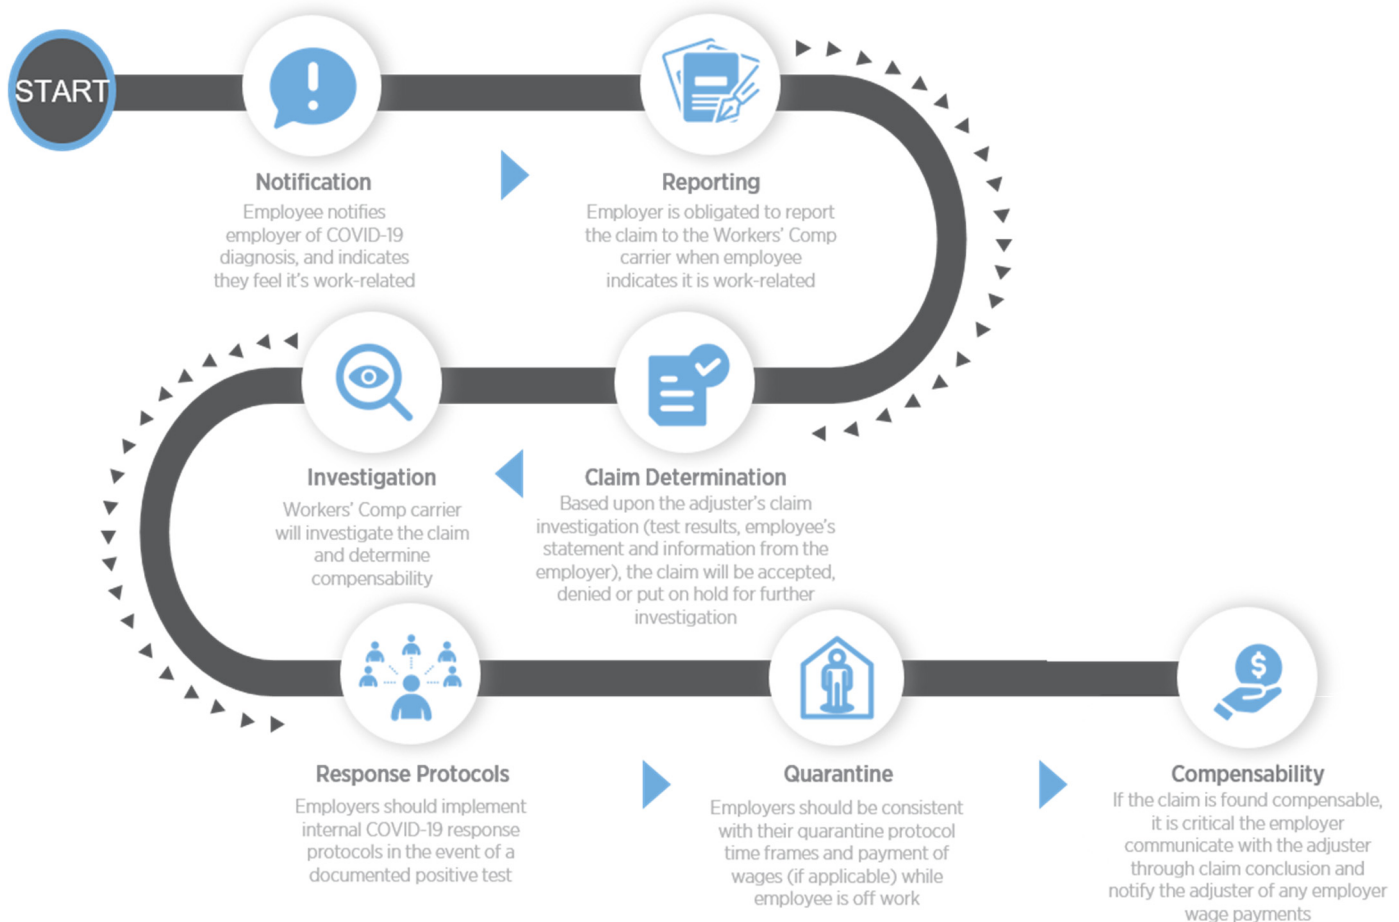 START
Notification
Employee notifies
employer of COVID-19
diagnosis, and indicates
they feel it's work-related
Reporting
Employer is obligated to report
the claim to the Workers' Comp
carrier when employee
indicates it is work-related
Claim Determination
Based upon the adjuster's claim
investigation (test results, employee's
statement and information from the
employer), the claim will be accepted,
denied or put on hold for further
investigation
Investigation
Workers' Comp carrier
will investigate the claim
and determine
compensability
Response Protocols
Employers should implement
internal COVID-19 response
protocols in the event of a
documented positive test
Quarantine
Employers should be consistent
with their quarantine protocol
time frames and payment of
wages (if applicable) while
employee is off work
Compensability
If the claim is found compensable,
it is critical the employer
communicate with the adjuster
through claim conclusion and
notify the adjuster of any employer
wage payments